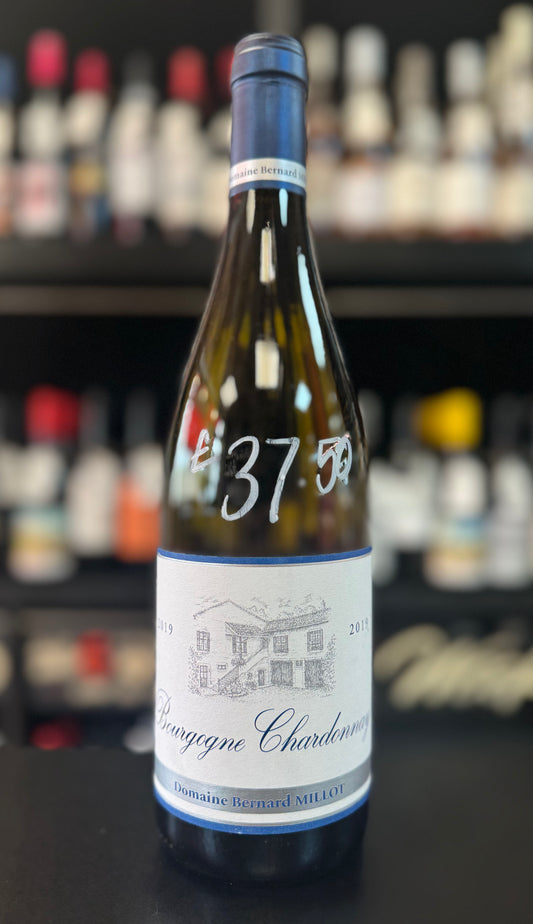 Domaine Bernard
£37.50
2019 2019
Bourgogne Chardonnay
Domaine Bernard MILLOT